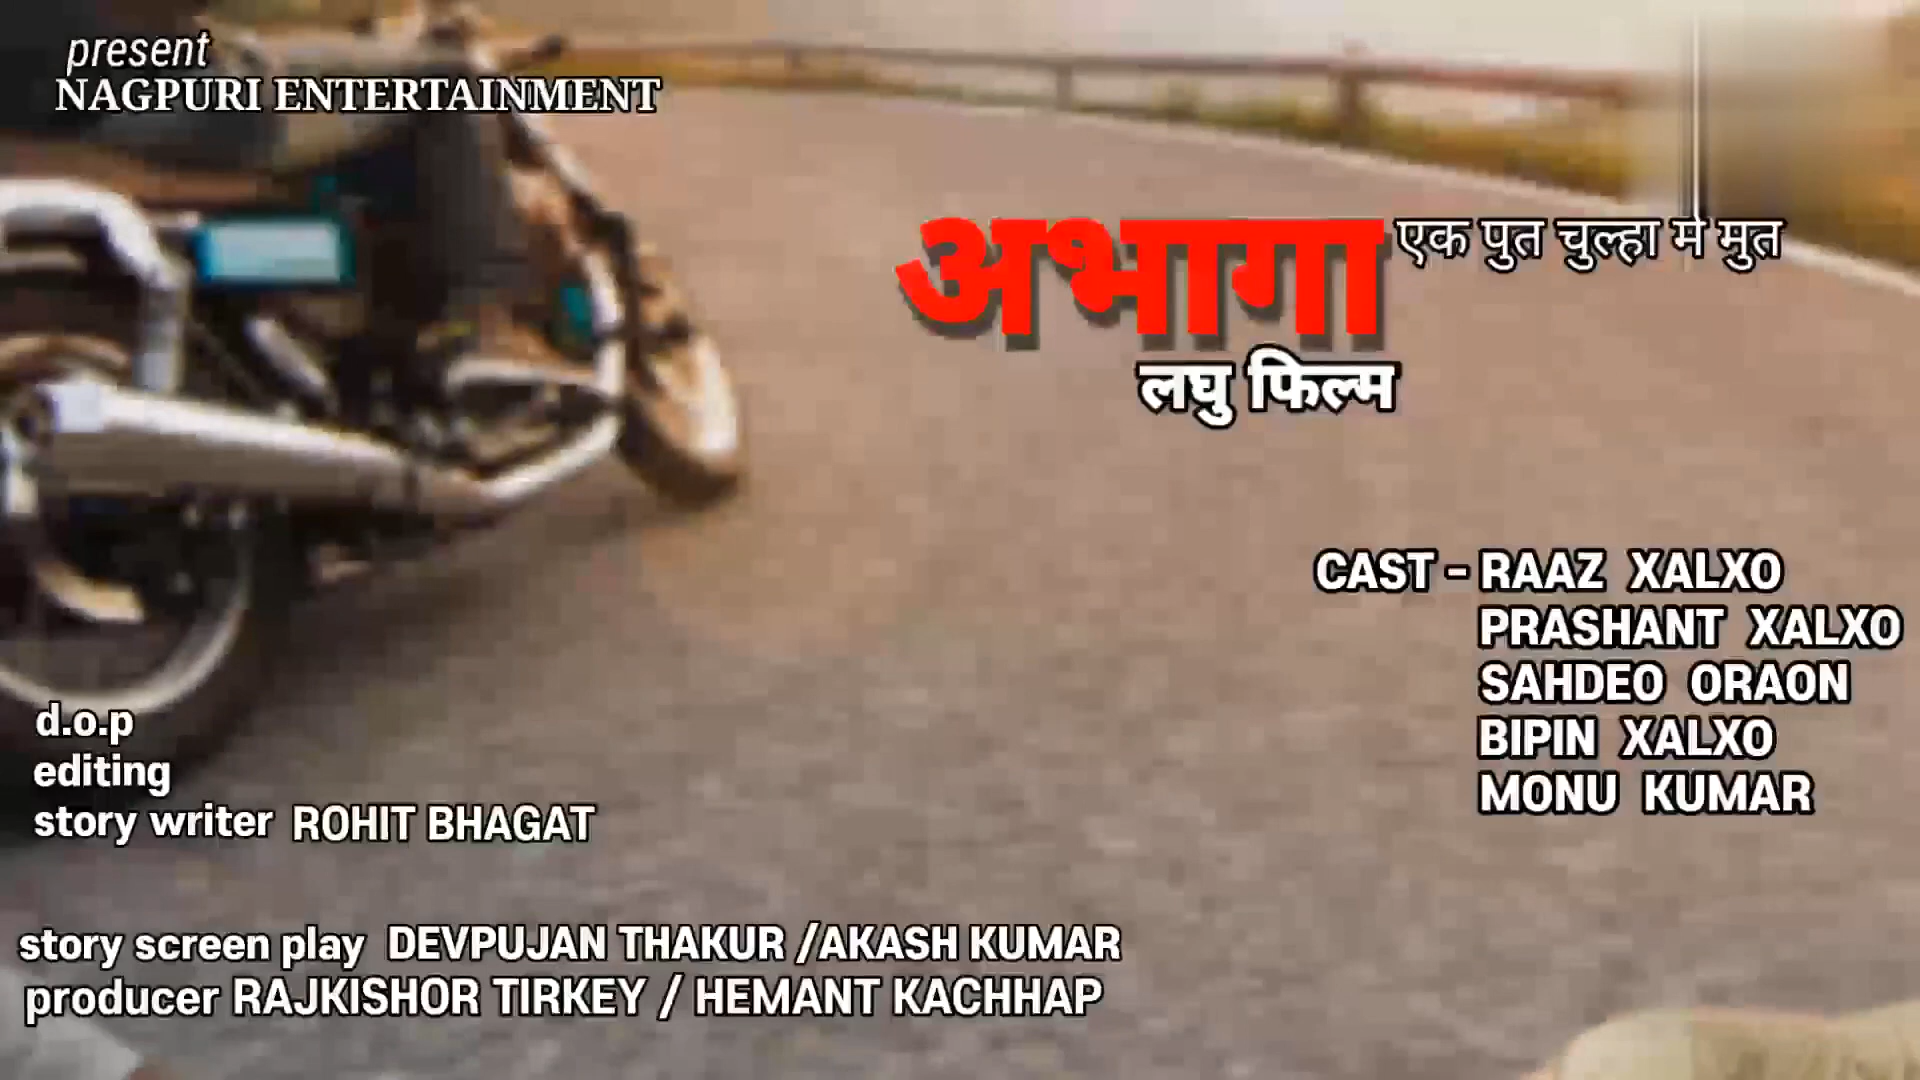 present
NAGPURI ENTERTAINMENT
अभागा एक पुत चुल्हा मे मुत
लघु फिल्म
CAST - RAAZ XALXO
PRASHANT XALXO
SAHDEO ORAON
BIPIN XALXO
MONU KUMAR
d.o.p
editing
story writer ROHIT BHAGAT
story screen play DEVPUJAN THAKUR /AKASH KUMAR
producer RAJKISHOR TIRKEY / HEMANT KACHHAP